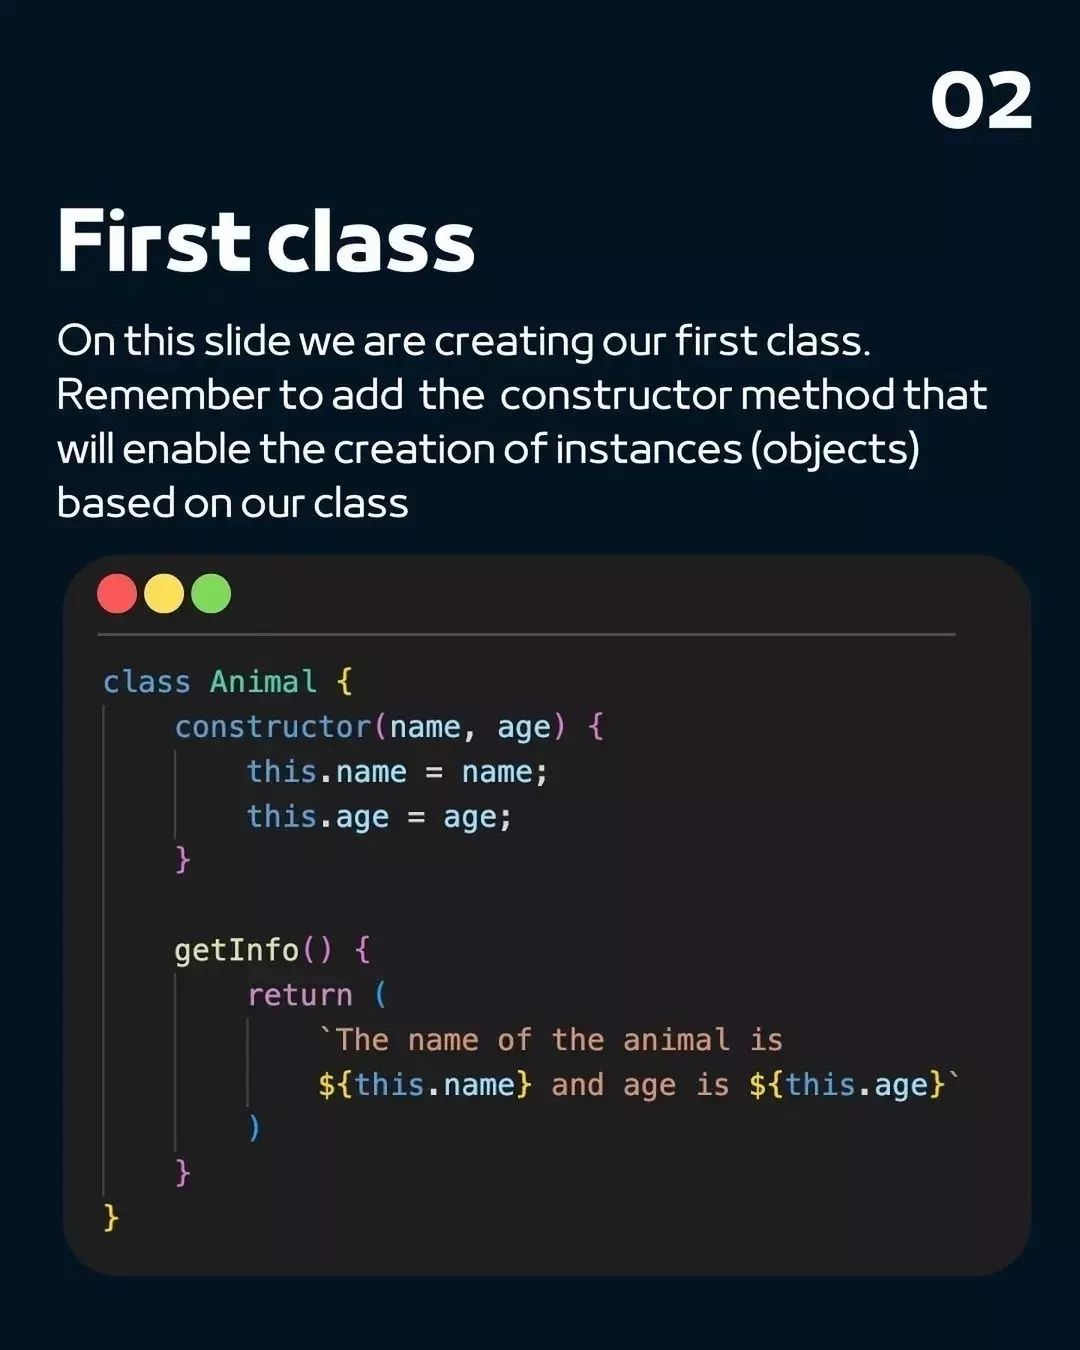 02
First class
On this slide we are creating our first class.
Remember to add the constructor method that
will enable the creation of instances (objects)
based on our class
class Animal {
    constructor(name, age) {
        this.name = name;
        this.age = age;
    }
    getInfo() {
        return (
            `The name of the animal is
            ${this.name} and age is ${this.age}`
        )
    }
}